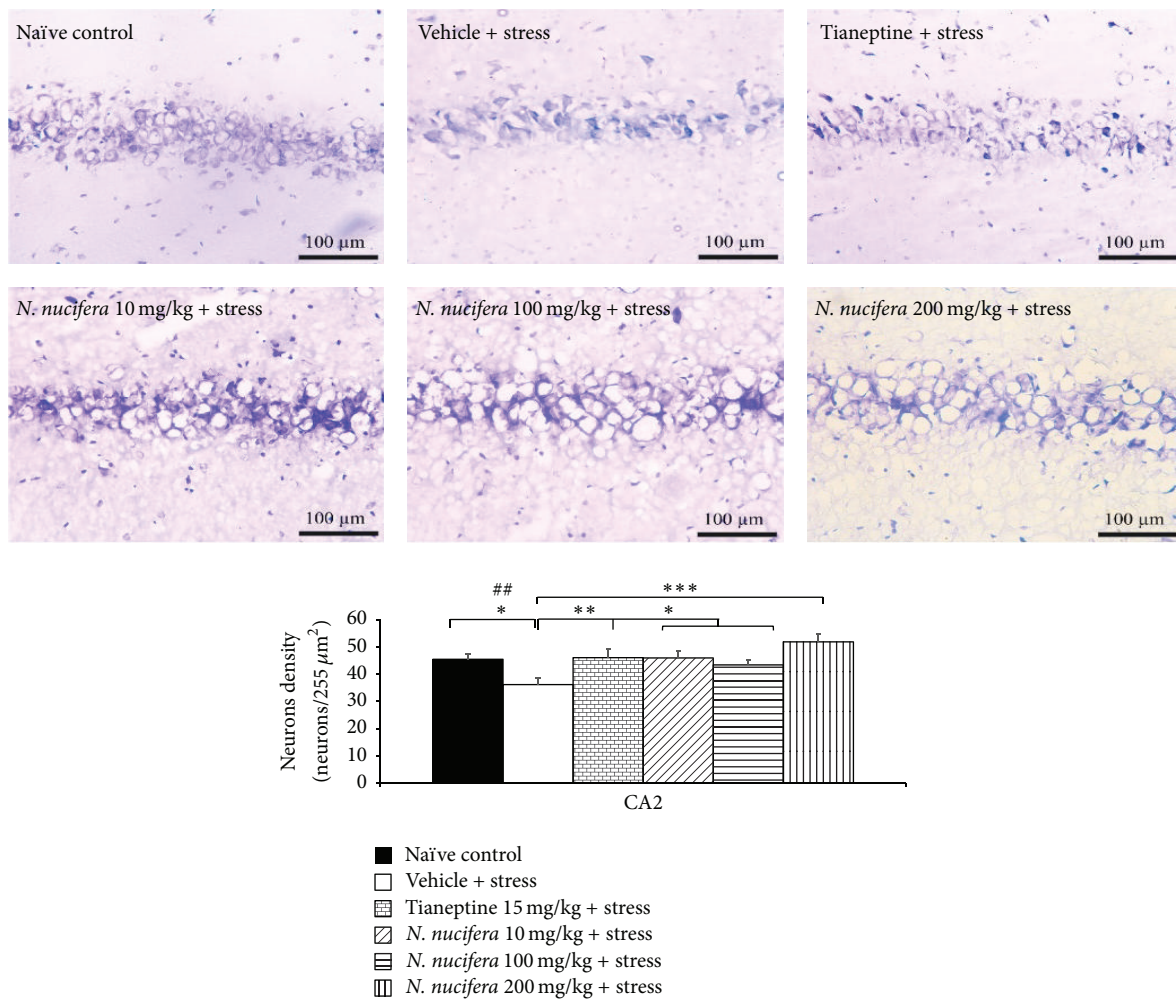 Naïve control
Vehicle + stress
Tianeptine + stress
100 µm
100 µm
100 µm
N. nucifera 10 mg/kg + stress
N. nucifera 100 mg/kg + stress
N. nucifera 200 mg/kg + stress
100 µm
100 µm
100 µm
##
***
*
**
*
Neurons density
(neurons/255 µm²)
60
50
40
30
20
10
0
CA2
Naïve control
Vehicle + stress
Tianeptine 15 mg/kg + stress
N. nucifera 10 mg/kg + stress
N. nucifera 100 mg/kg + stress
N. nucifera 200 mg/kg + stress